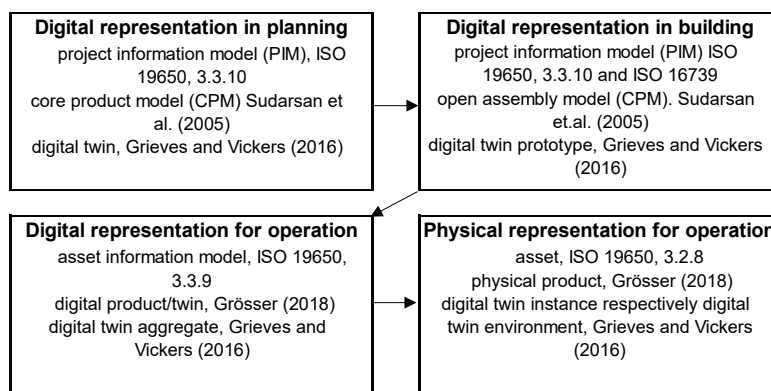 Digital representation in planning
project information model (PIM), ISO
19650, 3.3.10
core product model (CPM) Sudarsan et
al. (2005)
digital twin, Grieves and Vickers (2016)
Digital representation in building
project information model (PIM) ISO
19650, 3.3.10 and ISO 16739
open assembly model (CPM). Sudarsan
et.al. (2005)
digital twin prototype, Grieves and Vickers
(2016)
Digital representation for operation
asset information model, ISO 19650,
3.3.9
digital product/twin, Grösser (2018)
digital twin aggregate, Grieves and
Vickers (2016)
Physical representation for operation
asset, ISO 19650, 3.2.8
physical product, Grösser (2018)
digital twin instance respectively digital
twin environment, Grieves and Vickers
(2016)